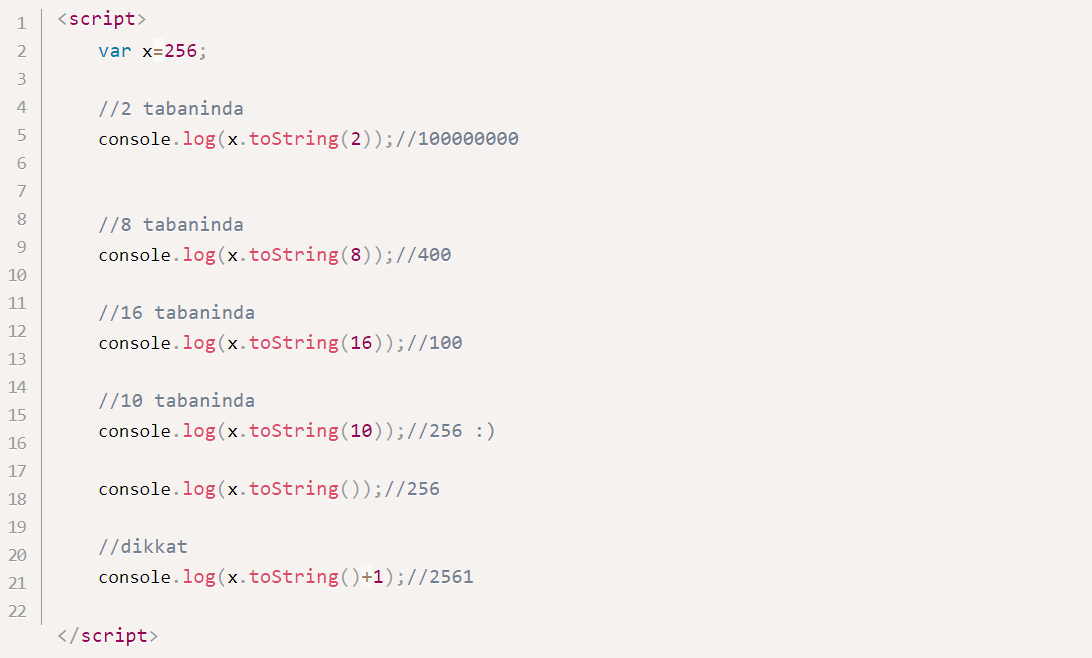 1 <script>
2 var x=256;
3
4 //2 tabaninda
5 console.log(x.toString(2));//100000000
6
7
8 //8 tabaninda
9 console.log(x.toString(8));//400
10
11 //16 tabaninda
12 console.log(x.toString(16));//100
13
14 //10 tabaninda
15 console.log(x.toString(10));//256 :)
16
17 console.log(x.toString());//256
18
19 //dikkat
20 console.log(x.toString()+1);//2561
21
22 </script>